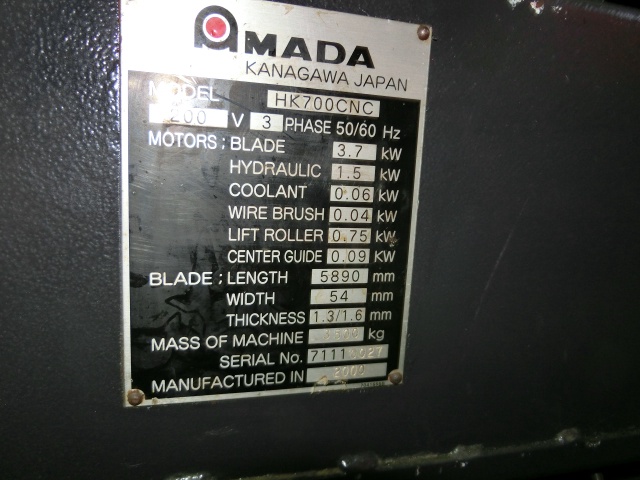 AMADA
KANAGAWA JAPAN
MODEL HK700CNC
200 V 3 PHASE 50/60 Hz
MOTORS; BLADE 3.7 kW
HYDRAULIC 1.5 kW
COOLANT 0.06 kW
WIRE BRUSH 0.04 kW
LIFT ROLLER 0.75 kW
CENTER GUIDE 0.09 kW
BLADE; LENGTH 5890 mm
WIDTH 54 mm
THICKNESS 1.3/1.6 mm
MASS OF MACHINE kg
SERIAL No. 7111
MANUFACTURED IN